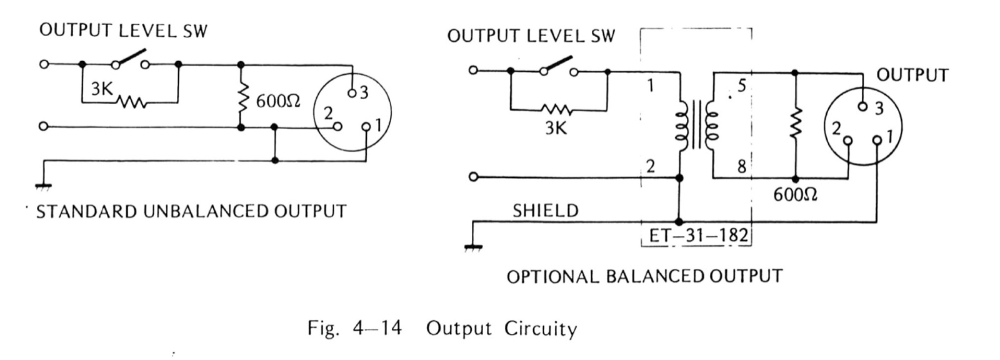 OUTPUT LEVEL SW
3K
600Ω
3
2
1
STANDARD UNBALANCED OUTPUT
OUTPUT LEVEL SW
3K
1
2
5
8
OUTPUT
3
2
1
600Ω
SHIELD
ET-31-182
OPTIONAL BALANCED OUTPUT
Fig. 4-14 Output Circuity